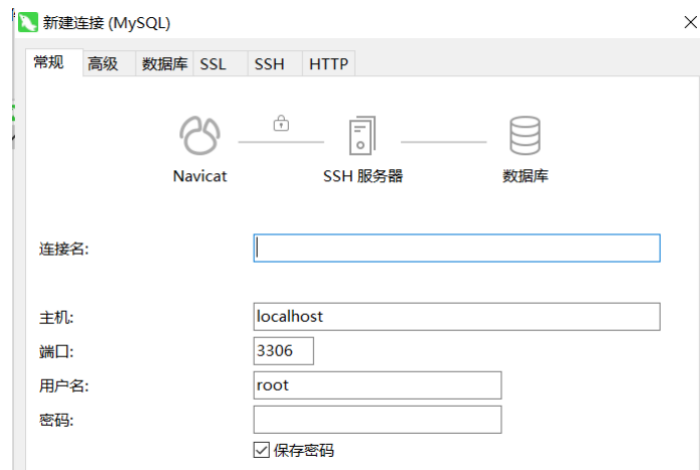 新建连接 (MySQL)
常规 高级 数据库 SSL SSH HTTP
Navicat SSH 服务器 数据库
连接名:
主机: localhost
端口: 3306
用户名: root
密码:
保存密码